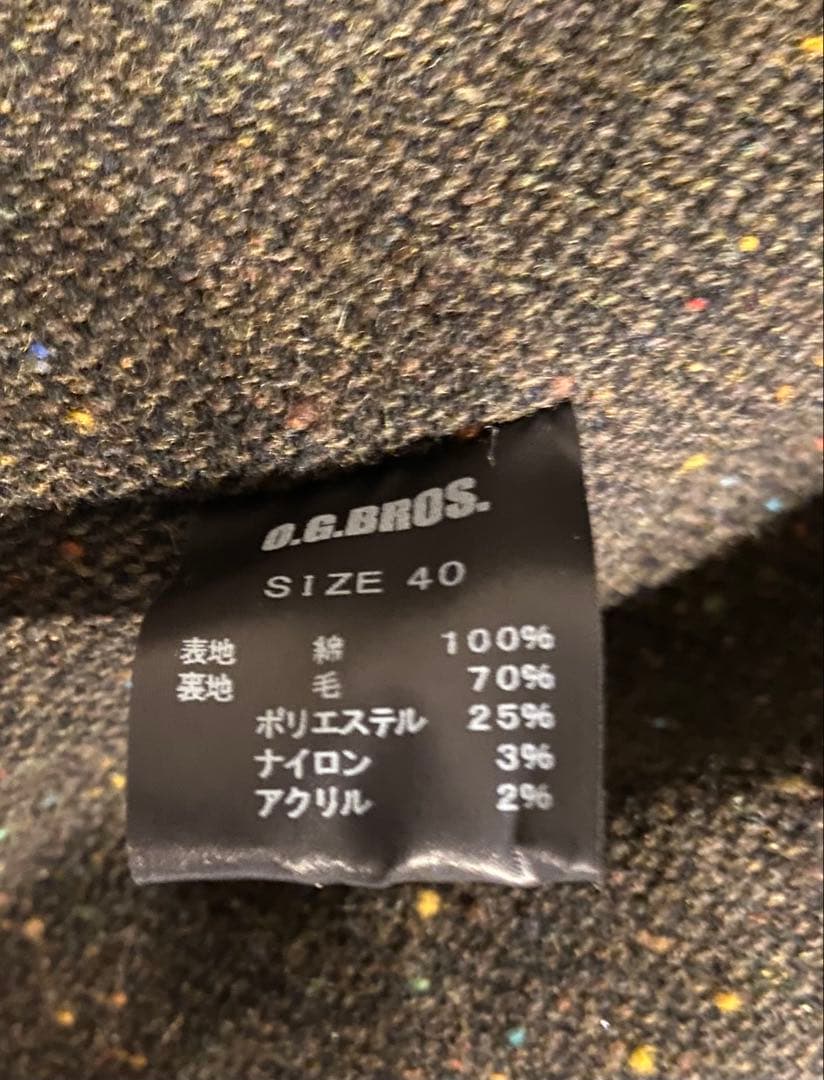 O.G.BROS.
SIZE 40
表地 綿 100%
裏地 毛 70%
ポリエステル 25%
ナイロン 3%
アクリル 2%